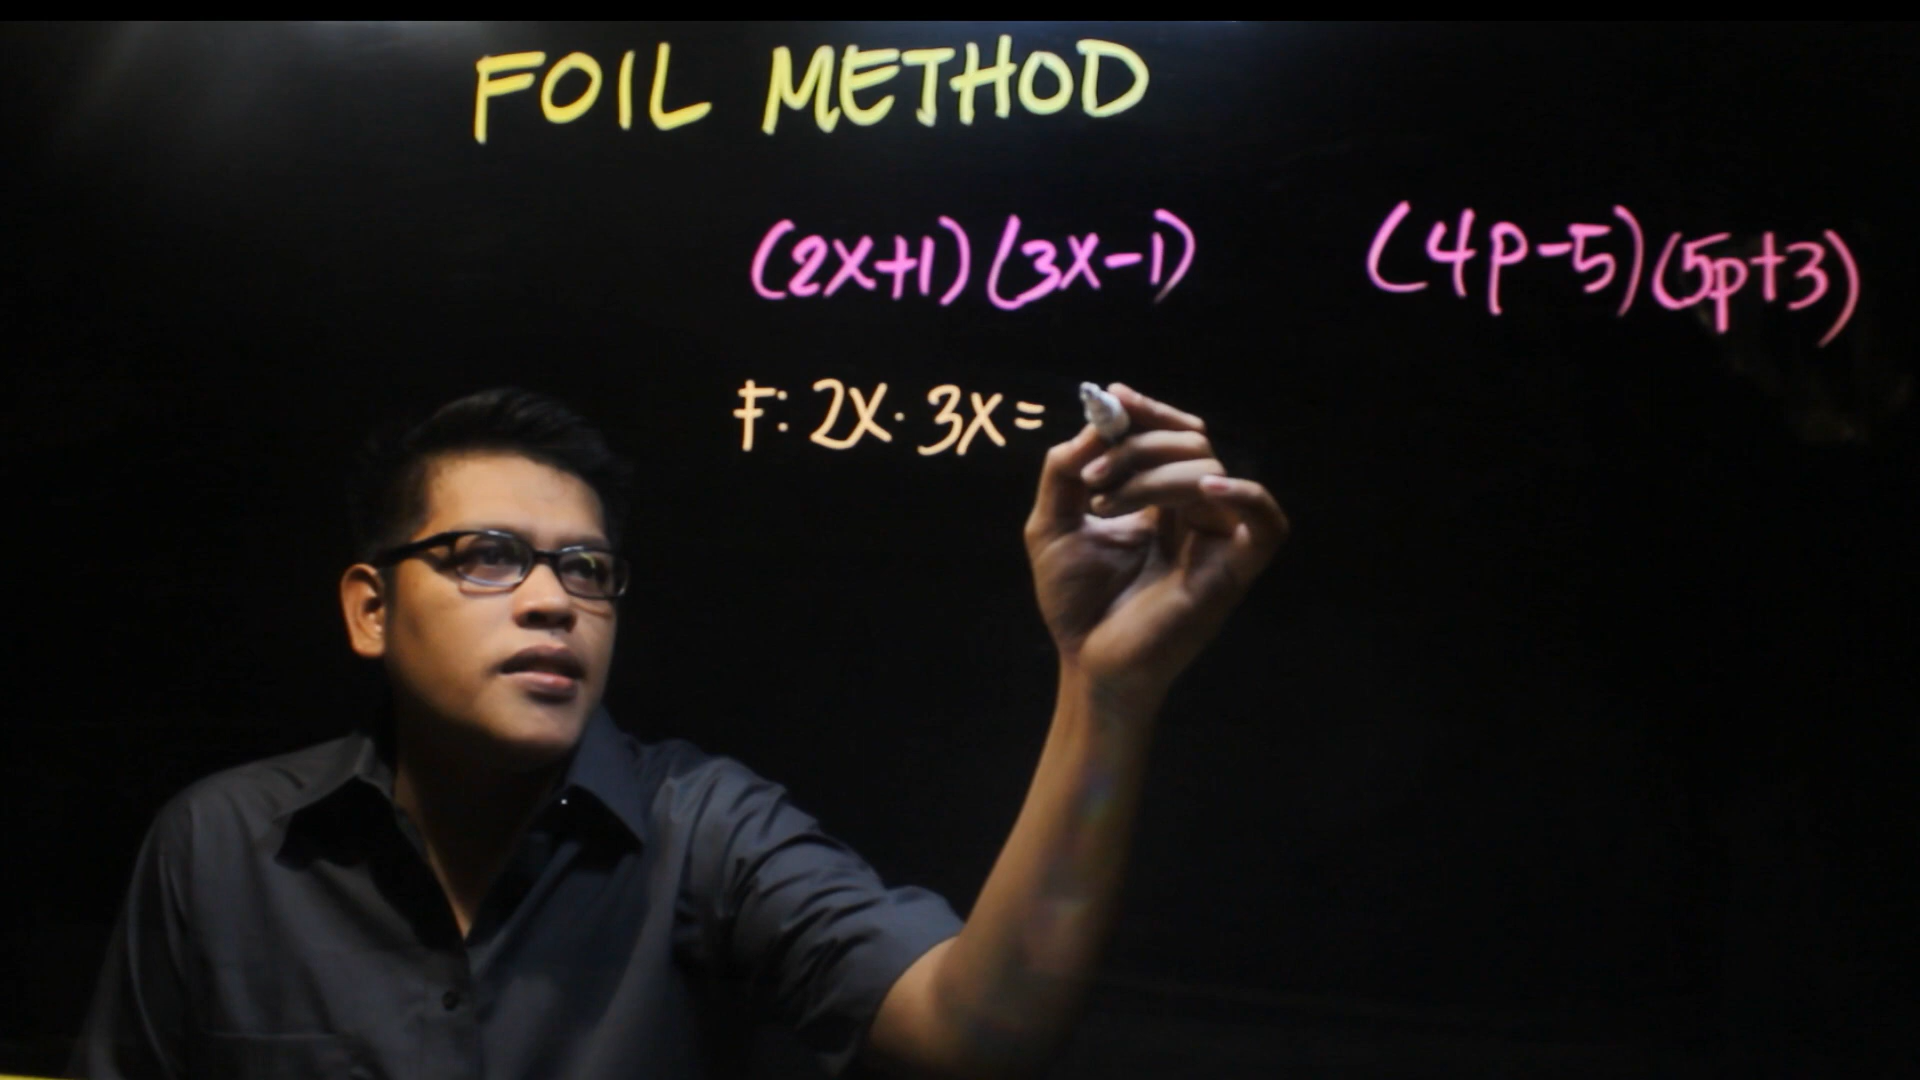 FOIL METHOD
(2x+1)(3x-1) (4p-5)(5p+3)
F: 2x · 3x =